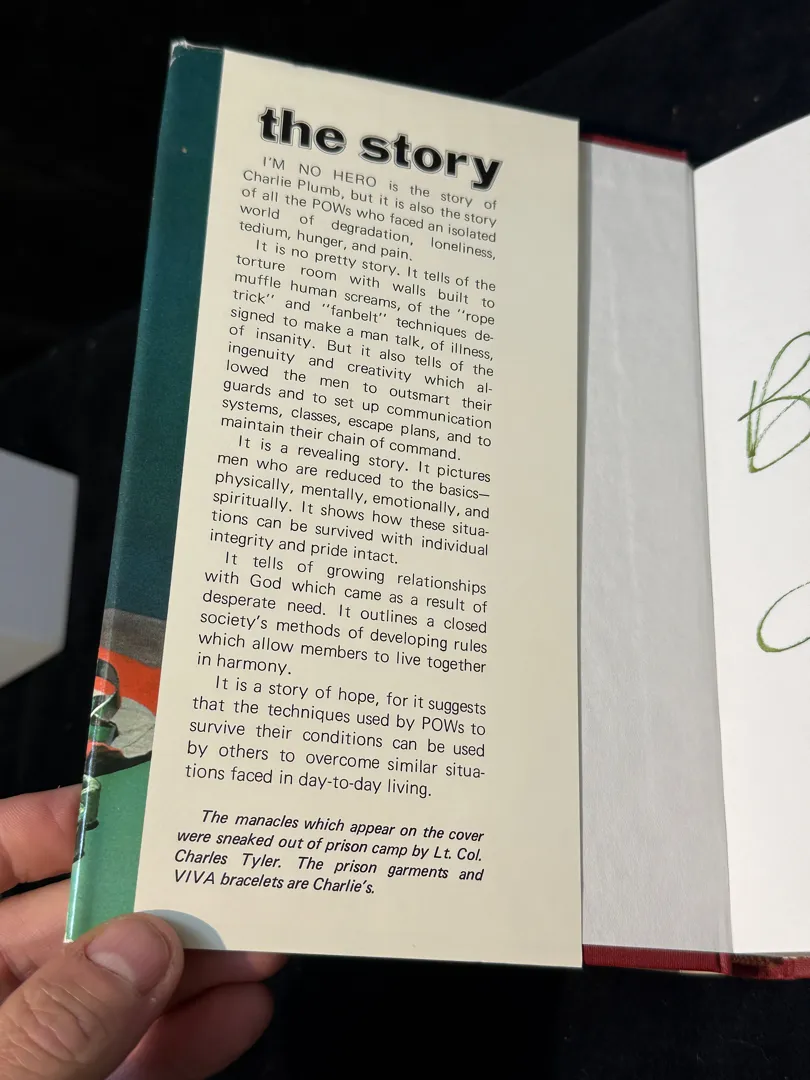 the story
I'M NO HERO is the story of
Charlie Plumb, but it is also the story
of all the POWs who faced an isolated
world of degradation, loneliness,
tedium, hunger, and pain.
It is no pretty story. It tells of the
torture room with walls built to
muffle human screams, of the "rope
trick" and "fanbelt" techniques de-
signed to make a man talk, of illness,
of insanity. But it also tells of the
ingenuity and creativity which al-
lowed the men to outsmart their
guards and to set up communication
systems, classes, escape plans, and to
maintain their chain of command.
It is a revealing story. It pictures
men who are reduced to the basics—
physically, mentally, emotionally, and
spiritually. It shows how these situa-
tions can be survived with individual
integrity and pride intact.
It tells of growing relationships
with God which came as a result of
desperate need. It outlines a closed
society's methods of developing rules
which allow members to live together
in harmony.
It is a story of hope, for it suggests
that the techniques used by POWs to
survive their conditions can be used
by others to overcome similar situa-
tions faced in day-to-day living.
The manacles which appear on the cover
were sneaked out of prison camp by Lt. Col.
Charles Tyler. The prison garments and
VIVA bracelets are Charlie's.